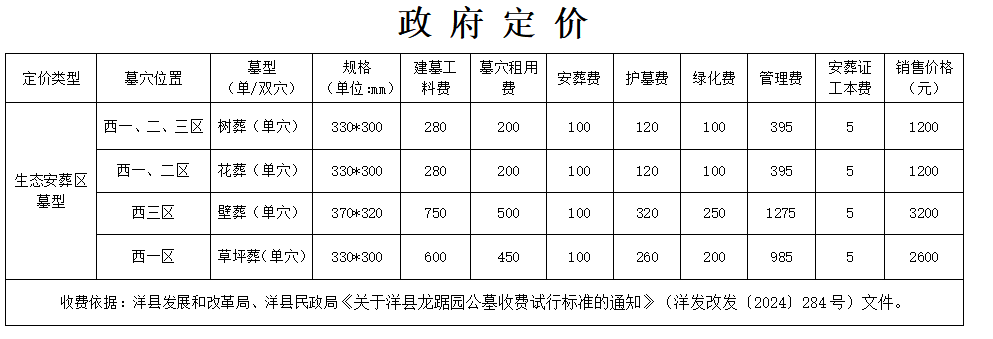 政府定价
定价类型 墓穴位置 墓型（单/双穴） 规格（单位:mm） 建墓工料费 墓穴租用费 安葬费 护墓费 绿化费 管理费 安葬证工本费 销售价格（元）
生态安葬区墓型 西一、二、三区 树葬（单穴） 330*300 280 200 100 120 100 395 5 1200
西一、二区 花葬（单穴） 330*300 280 200 100 120 100 395 5 1200
西三区 壁葬（单穴） 370*320 750 500 100 320 250 1275 5 3200
西一区 草坪葬(单穴） 330*300 600 450 100 260 200 985 5 2600
收费依据：洋县发展和改革局、洋县民政局《关于洋县龙踞园公墓收费试行标准的通知》（洋发改发〔2024〕284号）文件。